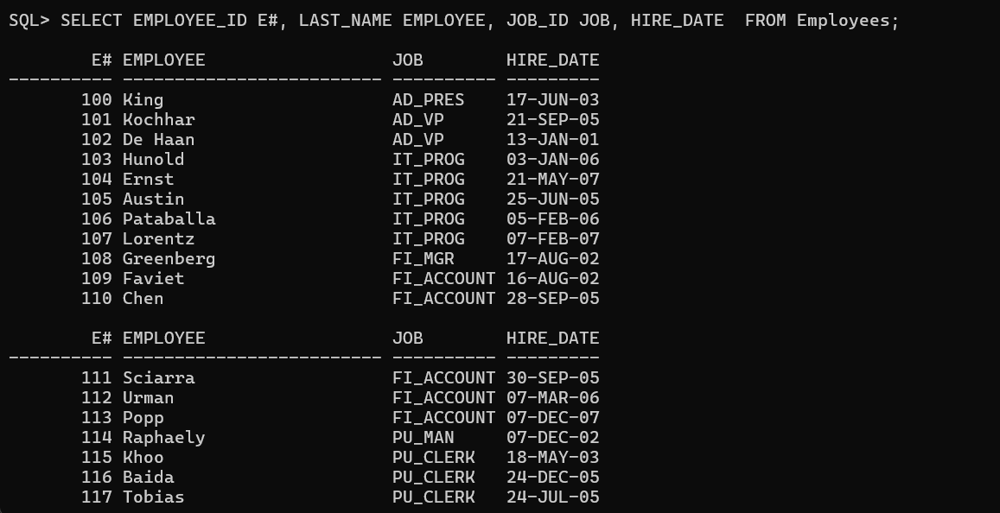 SQL> SELECT EMPLOYEE_ID E#, LAST_NAME EMPLOYEE, JOB_ID JOB, HIRE_DATE  FROM Employees;
        E# EMPLOYEE                  JOB        HIRE_DATE
---------- ------------------------- ---------- ---------
       100 King                      AD_PRES    17-JUN-03
       101 Kochhar                   AD_VP      21-SEP-05
       102 De Haan                   AD_VP      13-JAN-01
       103 Hunold                    IT_PROG    03-JAN-06
       104 Ernst                     IT_PROG    21-MAY-07
       105 Austin                    IT_PROG    25-JUN-05
       106 Pataballa                 IT_PROG    05-FEB-06
       107 Lorentz                   IT_PROG    07-FEB-07
       108 Greenberg                 FI_MGR     17-AUG-02
       109 Faviet                    FI_ACCOUNT 16-AUG-02
       110 Chen                      FI_ACCOUNT 28-SEP-05
        E# EMPLOYEE                  JOB        HIRE_DATE
---------- ------------------------- ---------- ---------
       111 Sciarra                   FI_ACCOUNT 30-SEP-05
       112 Urman                     FI_ACCOUNT 07-MAR-06
       113 Popp                      FI_ACCOUNT 07-DEC-07
       114 Raphaely                  PU_MAN     07-DEC-02
       115 Khoo                      PU_CLERK   18-MAY-03
       116 Baida                     PU_CLERK   24-DEC-05
       117 Tobias                    PU_CLERK   24-JUL-05